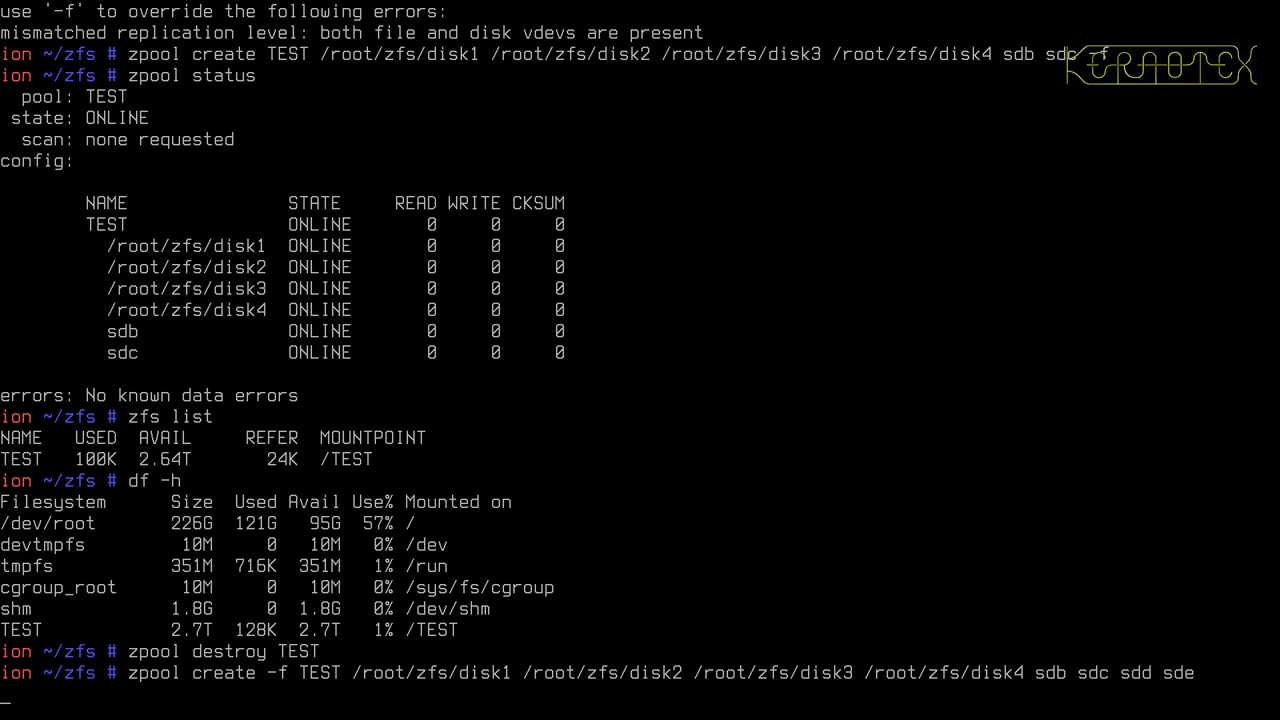 use '-f' to override the following errors:
mismatched replication level: both file and disk vdevs are present
ion ~/zfs # zpool create TEST /root/zfs/disk1 /root/zfs/disk2 /root/zfs/disk3 /root/zfs/disk4 sdb sdc -f
KERNOTEX
ion ~/zfs # zpool status
pool: TEST
state: ONLINE
scan: none requested
config:
NAME STATE READ WRITE CKSUM
TEST ONLINE 0 0 0
/root/zfs/disk1 ONLINE 0 0 0
/root/zfs/disk2 ONLINE 0 0 0
/root/zfs/disk3 ONLINE 0 0 0
/root/zfs/disk4 ONLINE 0 0 0
sdb ONLINE 0 0 0
sdc ONLINE 0 0 0
errors: No known data errors
ion ~/zfs # zfs list
NAME USED AVAIL REFER MOUNTPOINT
TEST 100K 2.64T 24K /TEST
ion ~/zfs # df -h
Filesystem Size Used Avail Use% Mounted on
/dev/root 226G 121G 95G 57% /
devtmpfs 10M 0 10M 0% /dev
tmpfs 351M 716K 351M 1% /run
cgroup_root 10M 0 10M 0% /sys/fs/cgroup
shm 1.8G 0 1.8G 0% /dev/shm
TEST 2.7T 128K 2.7T 1% /TEST
ion ~/zfs # zpool destroy TEST
ion ~/zfs # zpool create -f TEST /root/zfs/disk1 /root/zfs/disk2 /root/zfs/disk3 /root/zfs/disk4 sdb sdc sdd sde